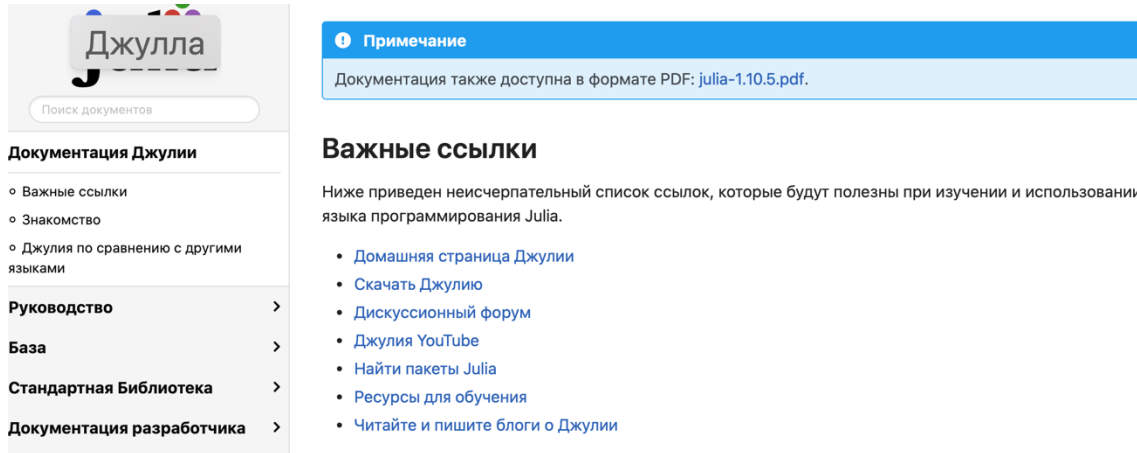 Джулла
Поиск документов
Документация Джулии
Важные ссылки
Знакомство
Джулия по сравнению с другими
языками
Руководство
База
Стандартная Библиотека
Документация разработчика
Примечание
Документация также доступна в формате PDF: julia-1.10.5.pdf.
Важные ссылки
Ниже приведен неисчерпательный список ссылок, которые будут полезны при изучении и использовании
языка программирования Julia.
Домашняя страница Джулии
Скачать Джулию
Дискуссионный форум
Джулия YouTube
Найти пакеты Julia
Ресурсы для обучения
Читайте и пишите блоги о Джулии